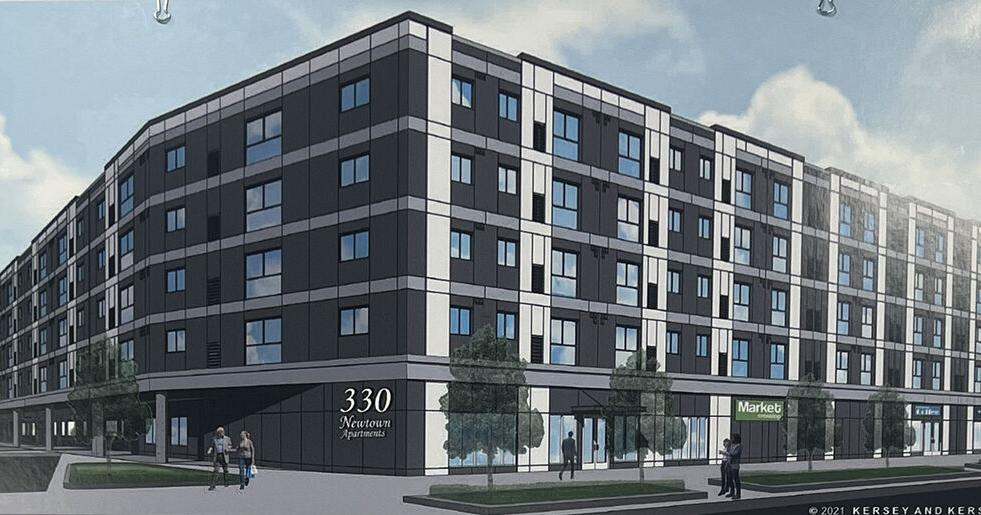 330
Newtown
Apartments
Market
© 2021 KERSEY AND KERS